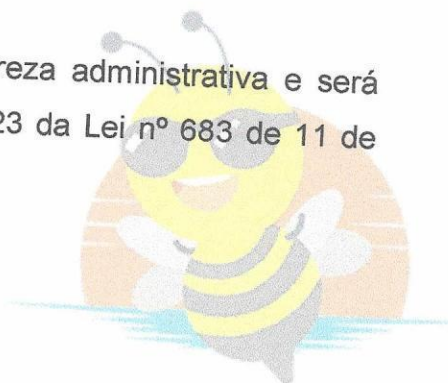 reza administrativa e será
23 da Lei nº 683 de 11 de